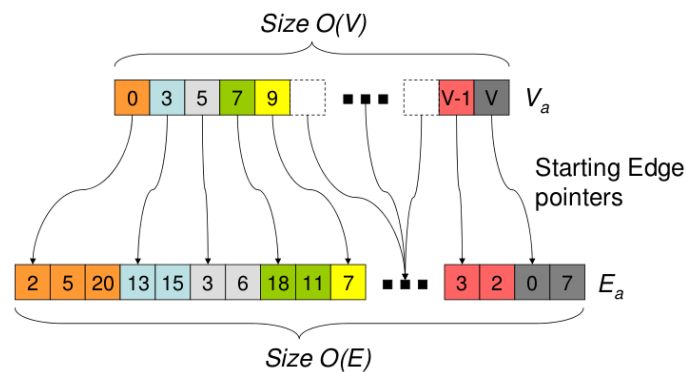 Size O(V)
0 3 5 7 9 V-1 V Va
Starting Edge
pointers
2 5 20 13 15 3 6 18 11 7 3 2 0 7 Ea
Size O(E)